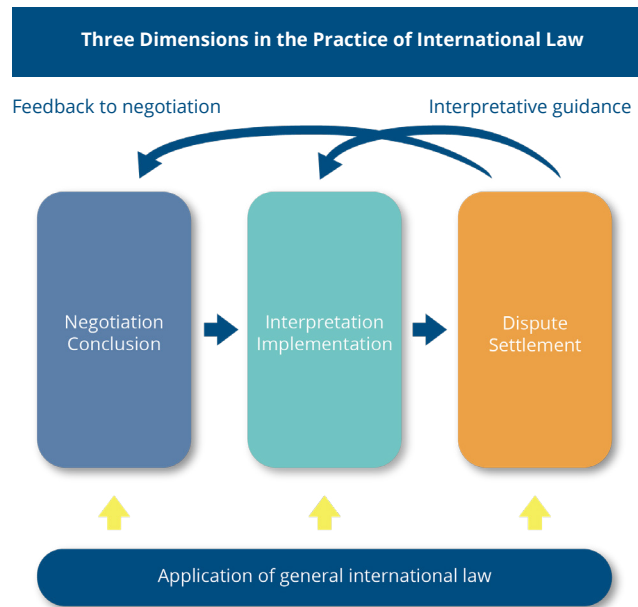 Three Dimensions in the Practice of International Law
Feedback to negotiation
Interpretative guidance
Negotiation
Conclusion
Interpretation
Implementation
Dispute
Settlement
Application of general international law